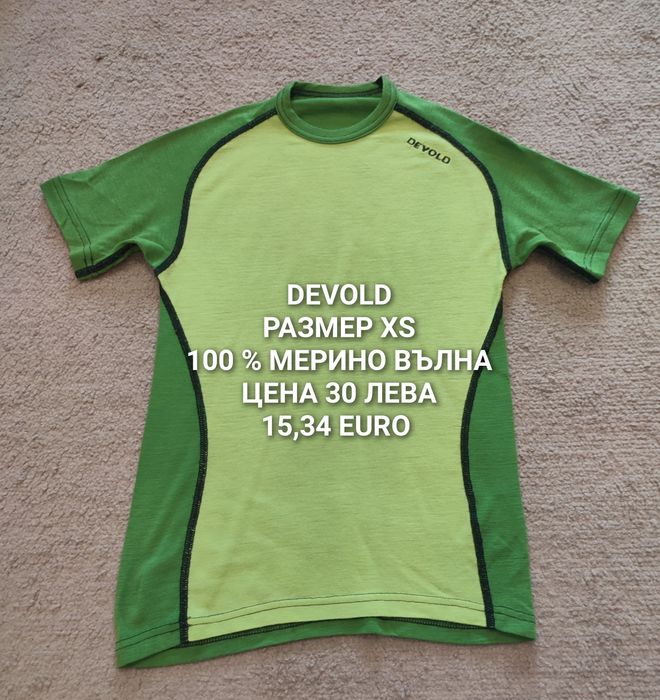 DEVOLD
DEVOLD
РАЗМЕР XS
100 % МЕРИНО ВЪЛНА
ЦЕНА 30 ЛЕВА
15,34 EURO